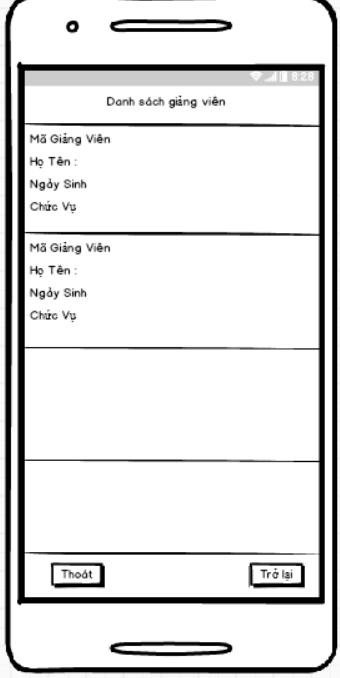 8:28
Danh sách giảng viên
Mã Giảng Viên
Họ Tên :
Ngày Sinh
Chức Vụ
Mã Giảng Viên
Họ Tên :
Ngày Sinh
Chức Vụ
Thoát
Trở lại